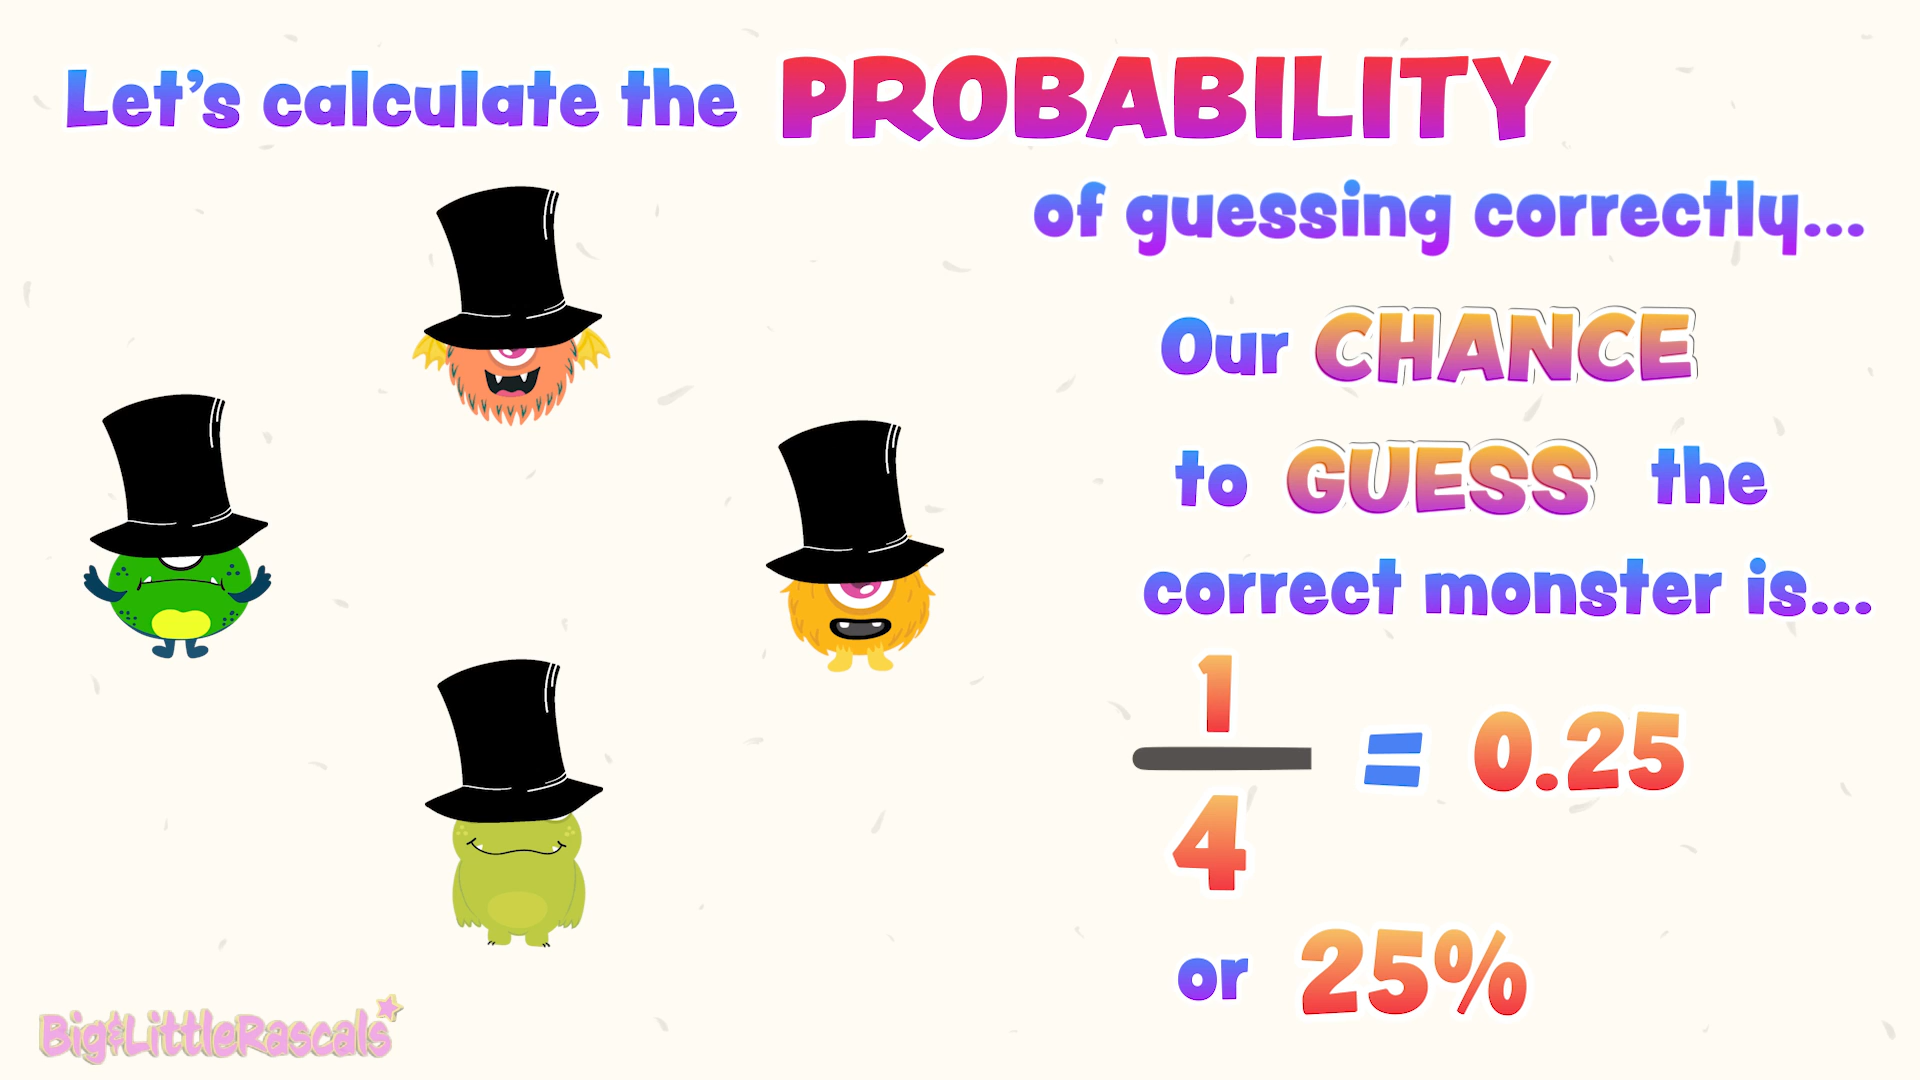 Let's calculate the PROBABILITY
of guessing correctly...
Our CHANCE
to GUESS the
correct monster is...
1
4
= 0.25
or 25%
Big&LittleRascals